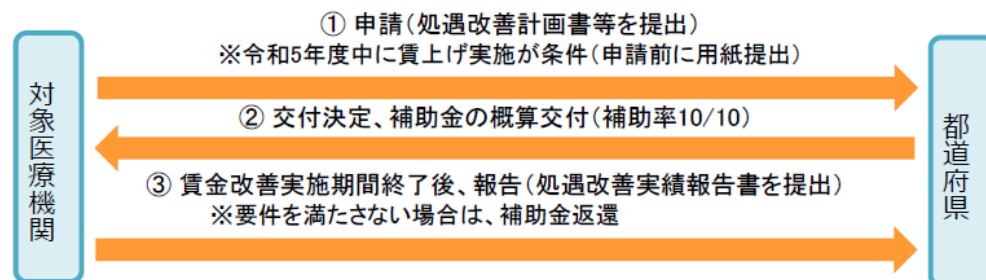 ① 申請(処遇改善計画書等を提出)
※令和5年度中に賃上げ実施が条件(申請前に用紙提出)
対象医療機関
② 交付決定、補助金の概算交付(補助率10/10)
都道府県
③ 賃金改善実施期間終了後、報告(処遇改善実績報告書を提出)
※要件を満たさない場合は、補助金返還